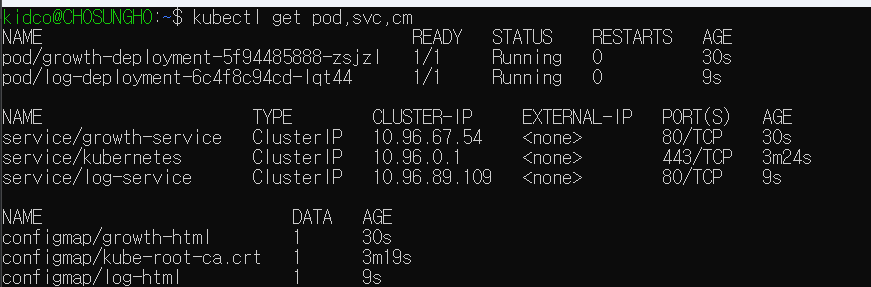 kidco@CHOSUNGHO:~$ kubectl get pod,svc,cm
NAME READY STATUS RESTARTS AGE
pod/growth-deployment-5f94485888-zsjzl 1/1 Running 0 30s
pod/log-deployment-6c4f8c94cd-lqt44 1/1 Running 0 9s
NAME TYPE CLUSTER-IP EXTERNAL-IP PORT(S) AGE
service/growth-service ClusterIP 10.96.67.54 <none> 80/TCP 30s
service/kubernetes ClusterIP 10.96.0.1 <none> 443/TCP 3m24s
service/log-service ClusterIP 10.96.89.109 <none> 80/TCP 9s
NAME DATA AGE
configmap/growth-html 1 30s
configmap/kube-root-ca.crt 1 3m19s
configmap/log-html 1 9s